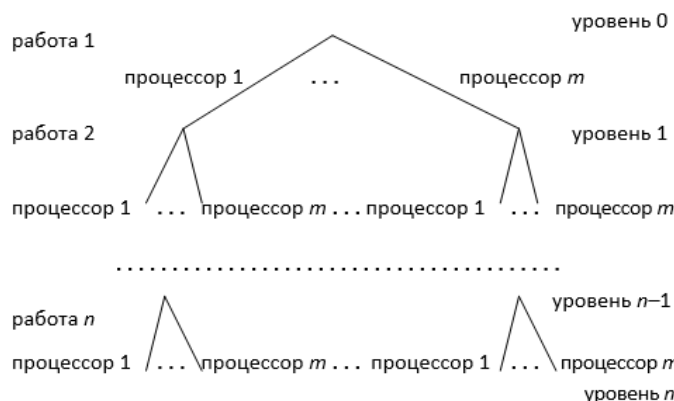 уровень 0
работа 1
процессор 1 ... процессор m
работа 2 уровень 1
процессор 1 ... процессор m ... процессор 1 ... процессор m
................................................
уровень n–1
работа n
процессор 1 ... процессор m ... процессор 1 ... процессор m
уровень n